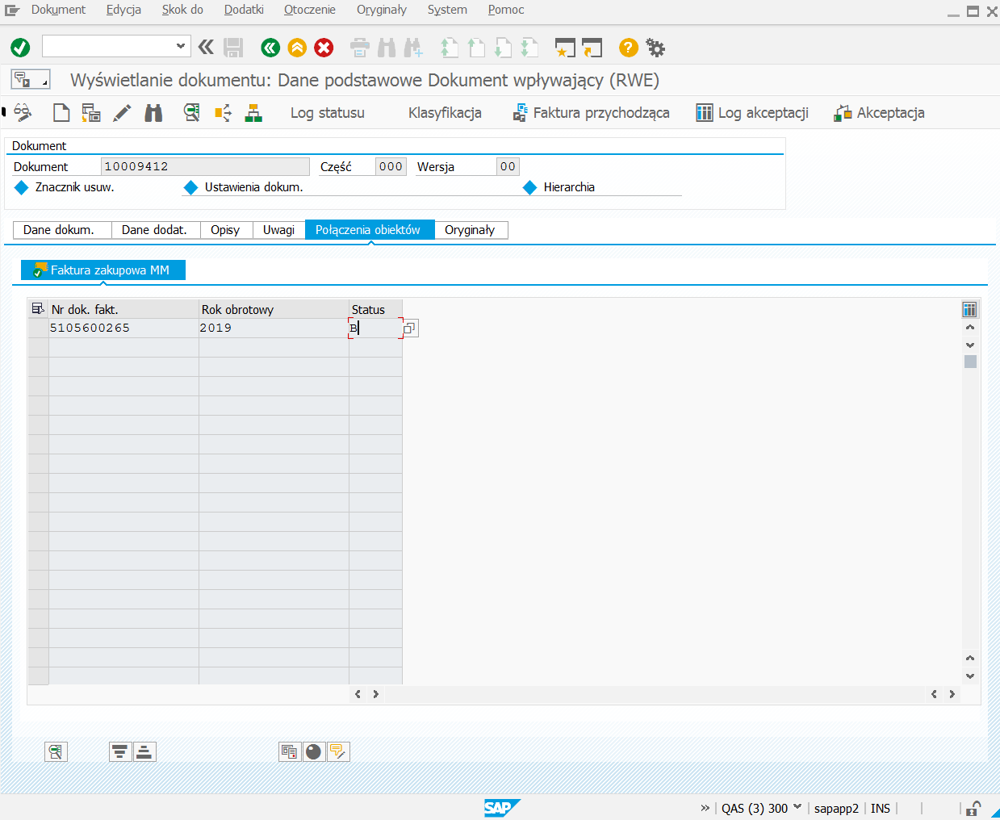 Dokument Edycja Skok do Dodatki Otoczenie Oryginały System Pomoc
Wyświetlanie dokumentu: Dane podstawowe Dokument wpływający (RWE)
Log statusu Klasyfikacja Faktura przychodząca Log akceptacji Akceptacja
Dokument
Dokument 10009412 Część 000 Wersja 00
Znacznik usuw. Ustawienia dokum. Hierarchia
Dane dokum. Dane dodat. Opisy Uwagi Połączenia obiektów Oryginały
Faktura zakupowa MM
Nr dok. fakt. Rok obrotowy Status
5105600265 2019 B
SAP QAS (3) 300 sapapp2 INS